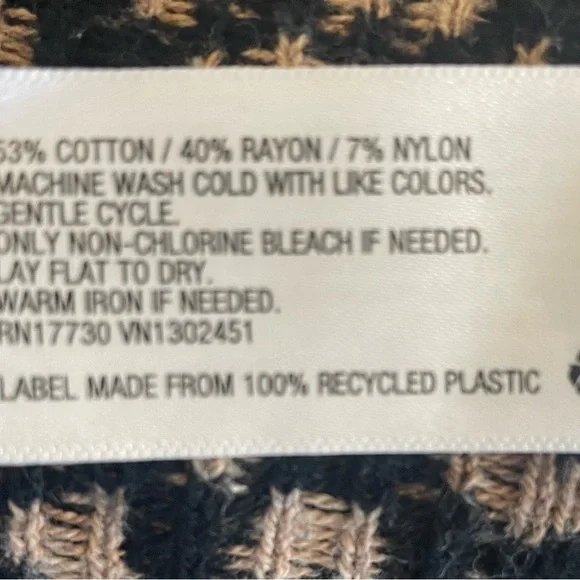 53% COTTON / 40% RAYON / 7% NYLON
MACHINE WASH COLD WITH LIKE COLORS.
GENTLE CYCLE.
ONLY NON-CHLORINE BLEACH IF NEEDED.
LAY FLAT TO DRY.
WARM IRON IF NEEDED.
RN17730 VN1302451
LABEL MADE FROM 100% RECYCLED PLASTIC